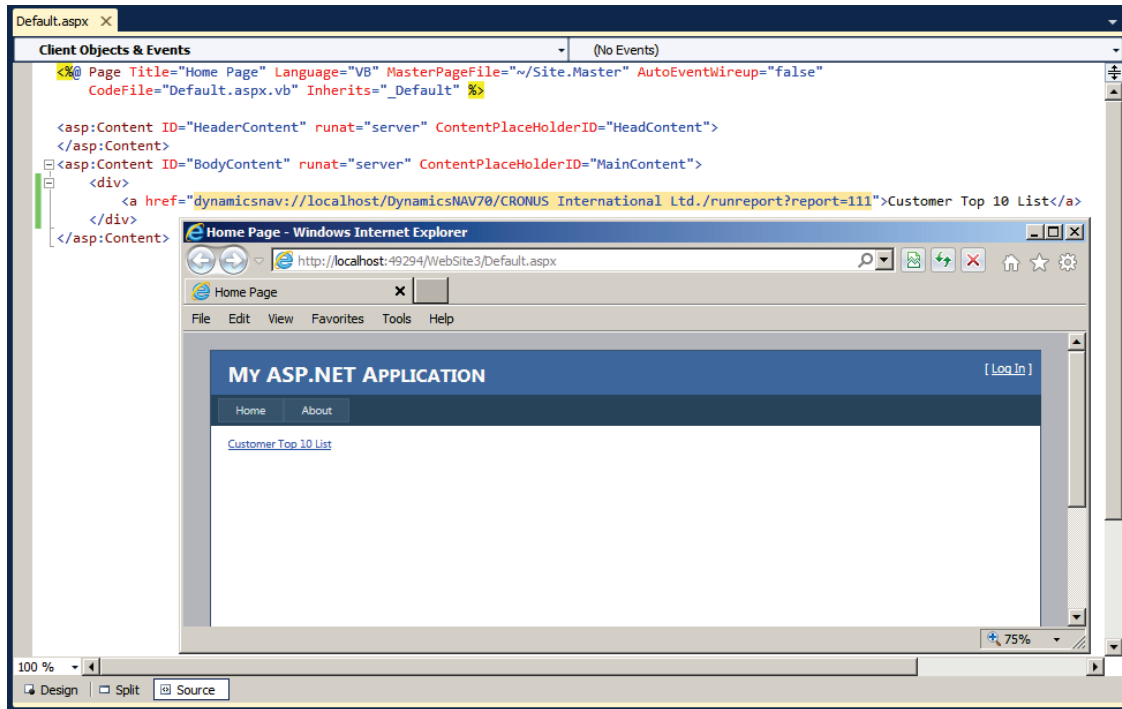 Default.aspx
Client Objects & Events (No Events)
<%@ Page Title="Home Page" Language="VB" MasterPageFile="~/Site.Master" AutoEventWireup="false"
CodeFile="Default.aspx.vb" Inherits="_Default" %>
<asp:Content ID="HeaderContent" runat="server" ContentPlaceHolderID="HeadContent">
</asp:Content>
<asp:Content ID="BodyContent" runat="server" ContentPlaceHolderID="MainContent">
<div>
<a href="dynamicsnav://localhost/DynamicsNAV70/CRONUS International Ltd./runreport?report=111">Customer Top 10 List</a>
</div>
</asp:Content>
Home Page - Windows Internet Explorer
http://localhost:49294/WebSite3/Default.aspx
Home Page
File Edit View Favorites Tools Help
MY ASP.NET APPLICATION [ Log In ]
Home About
Customer Top 10 List
75%
100 %
Design Split Source